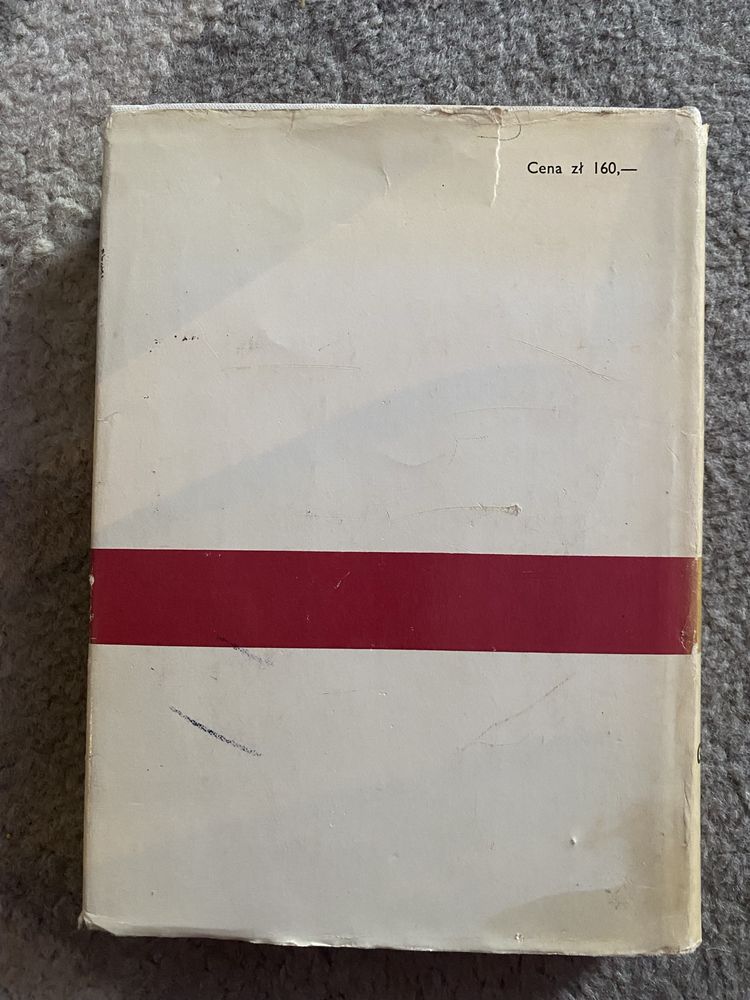 Cena zł 160,—